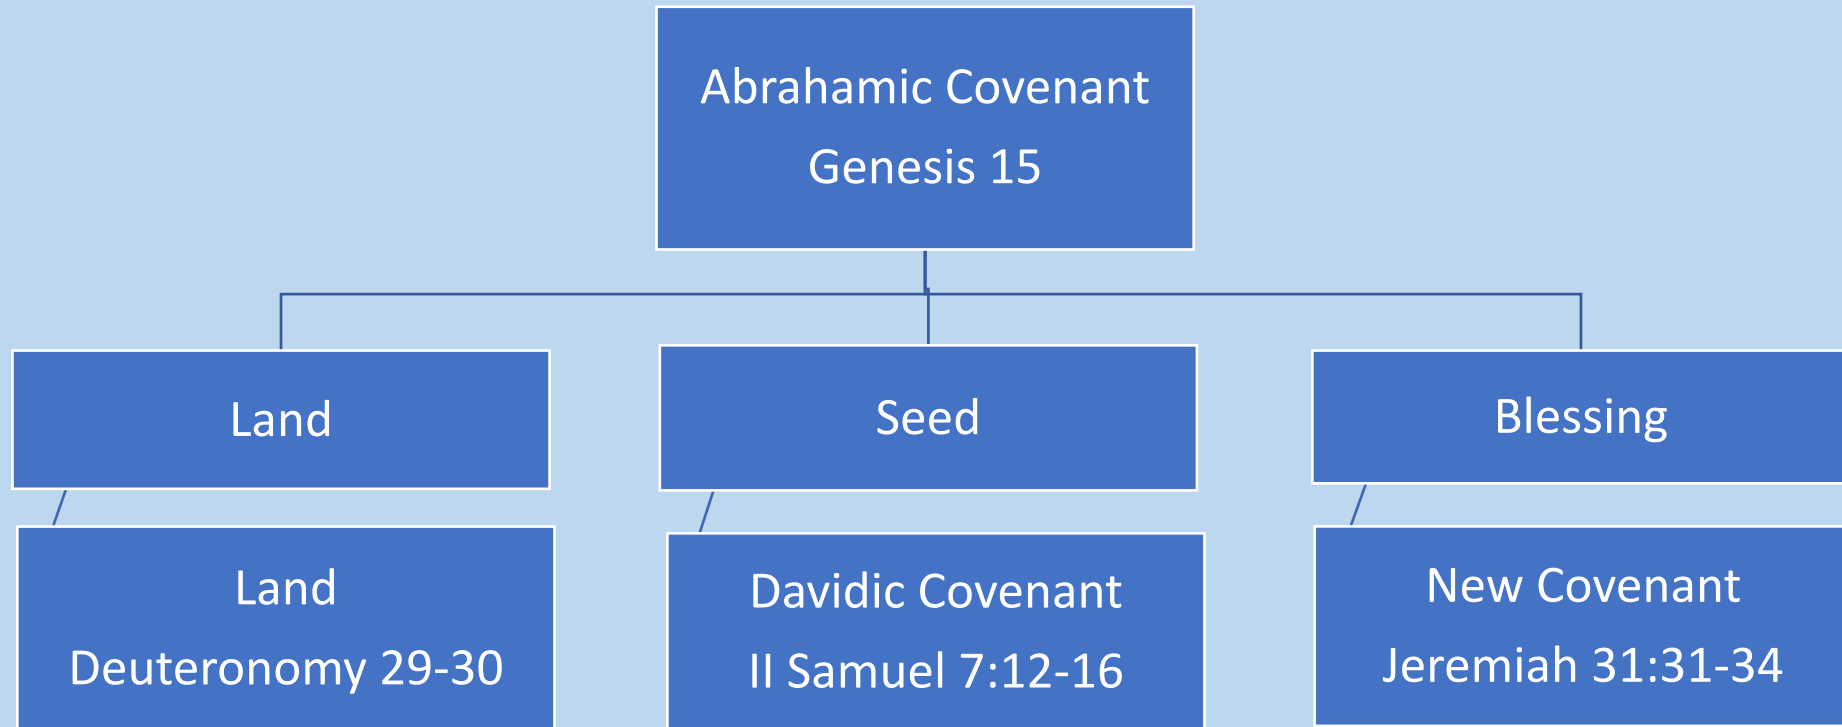 Abrahamic Covenant
Genesis 15
Land
Seed
Blessing
Land
Deuteronomy 29-30
Davidic Covenant
II Samuel 7:12-16
New Covenant
Jeremiah 31:31-34